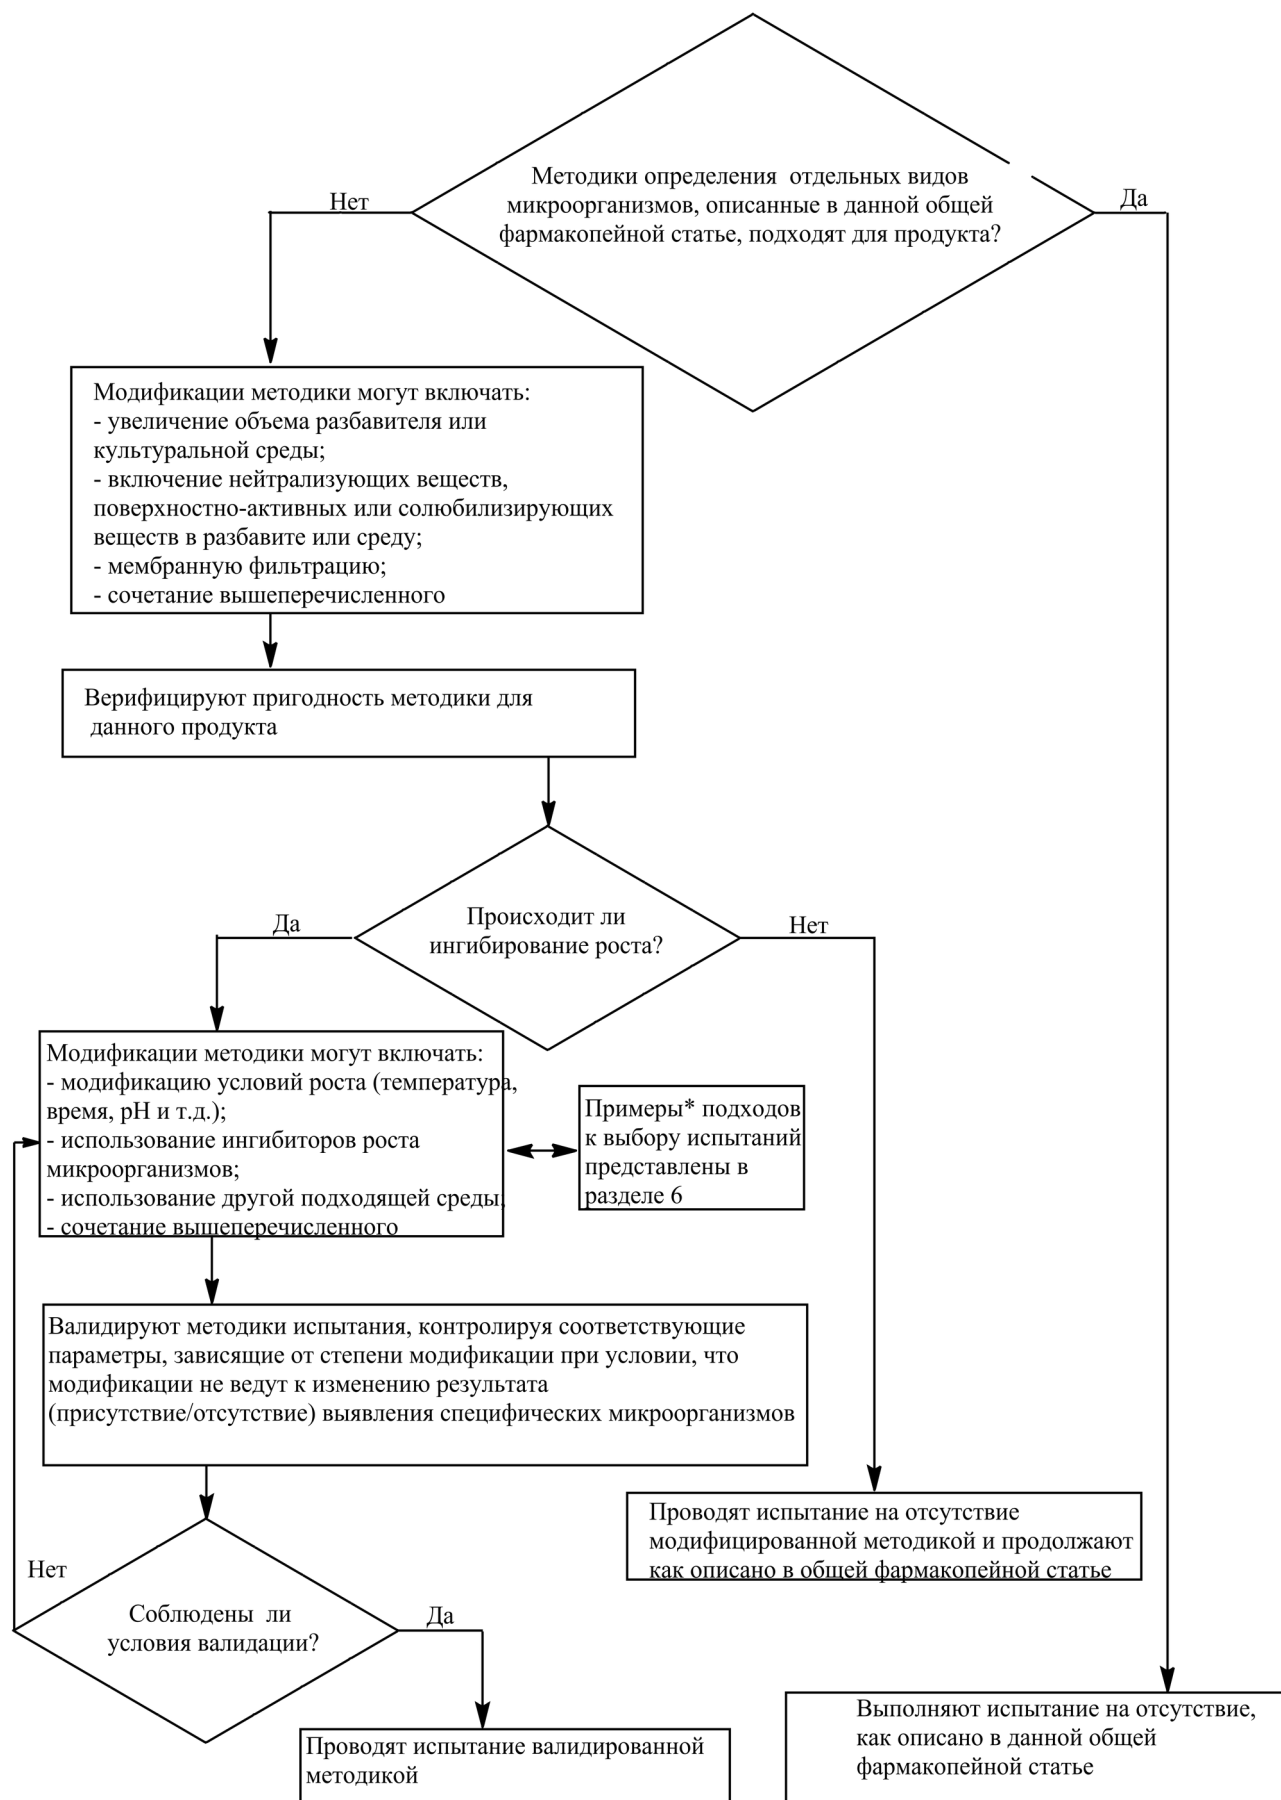 Методики определения отдельных видов
микроорганизмов, описанные в данной общей
фармакопейной статье, подходят для продукта?
Нет
Да
Модификации методики могут включать:
- увеличение объема разбавителя или
культуральной среды;
- включение нейтрализующих веществ,
поверхностно-активных или солюбилизирующих
веществ в разбавите или среду;
- мембранную фильтрацию;
- сочетание вышеперечисленного
Верифицируют пригодность методики для
данного продукта
Происходит ли
ингибирование роста?
Да
Нет
Модификации методики могут включать:
- модификацию условий роста (температура,
время, pH и т.д.);
- использование ингибиторов роста
микроорганизмов;
- использование другой подходящей среды;
- сочетание вышеперечисленного
Примеры* подходов
к выбору испытаний
представлены в
разделе 6
Валидируют методики испытания, контролируя соответствующие
параметры, зависящие от степени модификации при условии, что
модификации не ведут к изменению результата
(присутствие/отсутствие) выявления специфических микроорганизмов
Проводят испытание на отсутствие
модифицированной методикой и продолжают
как описано в общей фармакопейной статье
Нет
Соблюдены ли
условия валидации?
Да
Проводят испытание валидированной
методикой
Выполняют испытание на отсутствие,
как описано в данной общей
фармакопейной статье